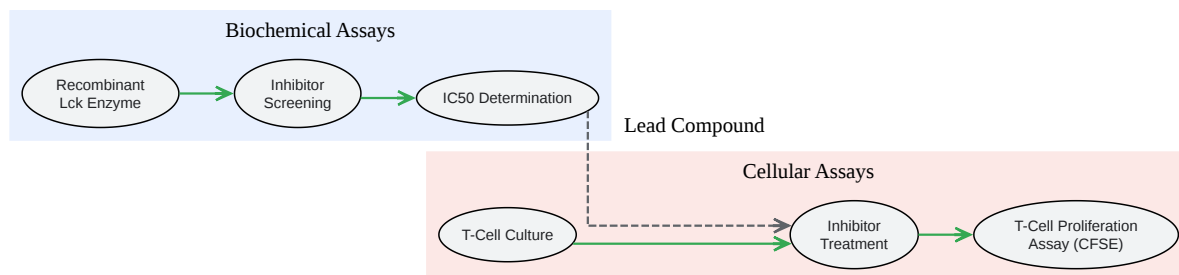 Biochemical Assays
Recombinant
Lck Enzyme
Inhibitor
Screening
IC50 Determination
Lead Compound
Cellular Assays
T-Cell Culture
Inhibitor
Treatment
T-Cell Proliferation
Assay (CFSE)